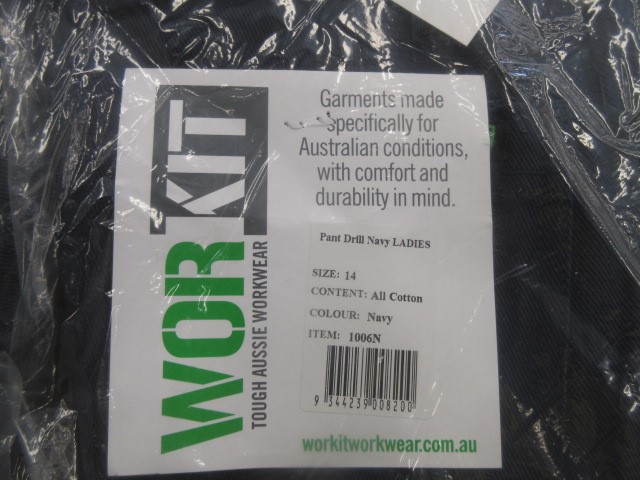 WORKIT
TOUGH AUSSIE WORKWEAR
Garments made
specifically for
Australian conditions,
with comfort and
durability in mind.
Pant Drill Navy LADIES
SIZE: 14
CONTENT: All Cotton
COLOUR: Navy
ITEM: 1006N
9 344239 008200
workitworkwear.com.au